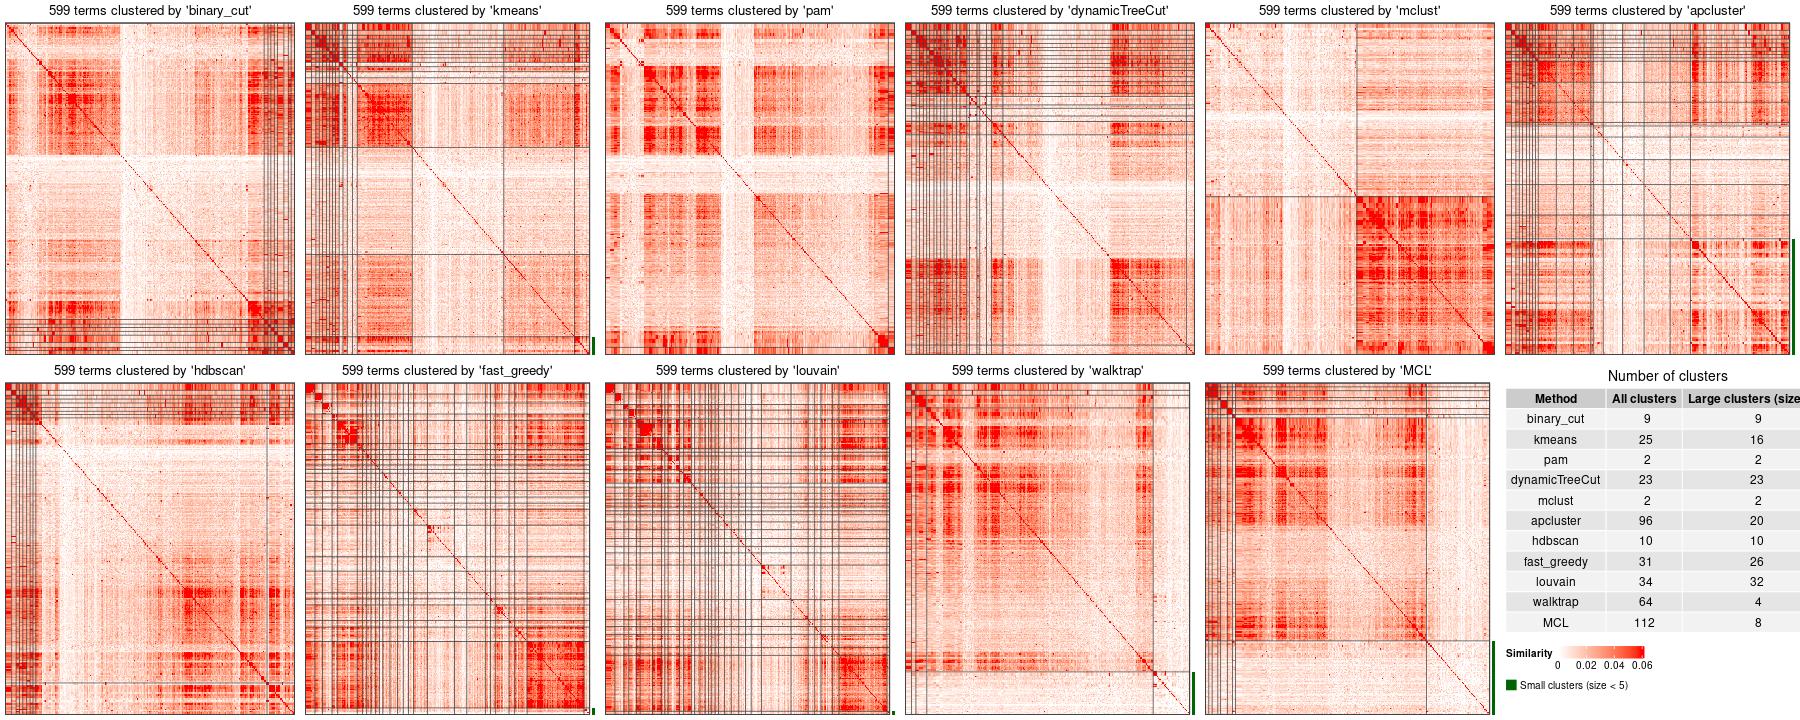 599 terms clustered by 'binary_cut'
599 terms clustered by 'kmeans'
599 terms clustered by 'pam'
599 terms clustered by 'dynamicTreeCut'
599 terms clustered by 'mclust'
599 terms clustered by 'apcluster'
599 terms clustered by 'hdbscan'
599 terms clustered by 'fast_greedy'
599 terms clustered by 'louvain'
599 terms clustered by 'walktrap'
599 terms clustered by 'MCL'
Number of clusters
Method All clusters Large clusters (size
binary_cut 9 9
kmeans 25 16
pam 2 2
dynamicTreeCut 23 23
mclust 2 2
apcluster 96 20
hdbscan 10 10
fast_greedy 31 26
louvain 34 32
walktrap 64 4
MCL 112 8
Similarity
0 0.02 0.04 0.06
Small clusters (size < 5)